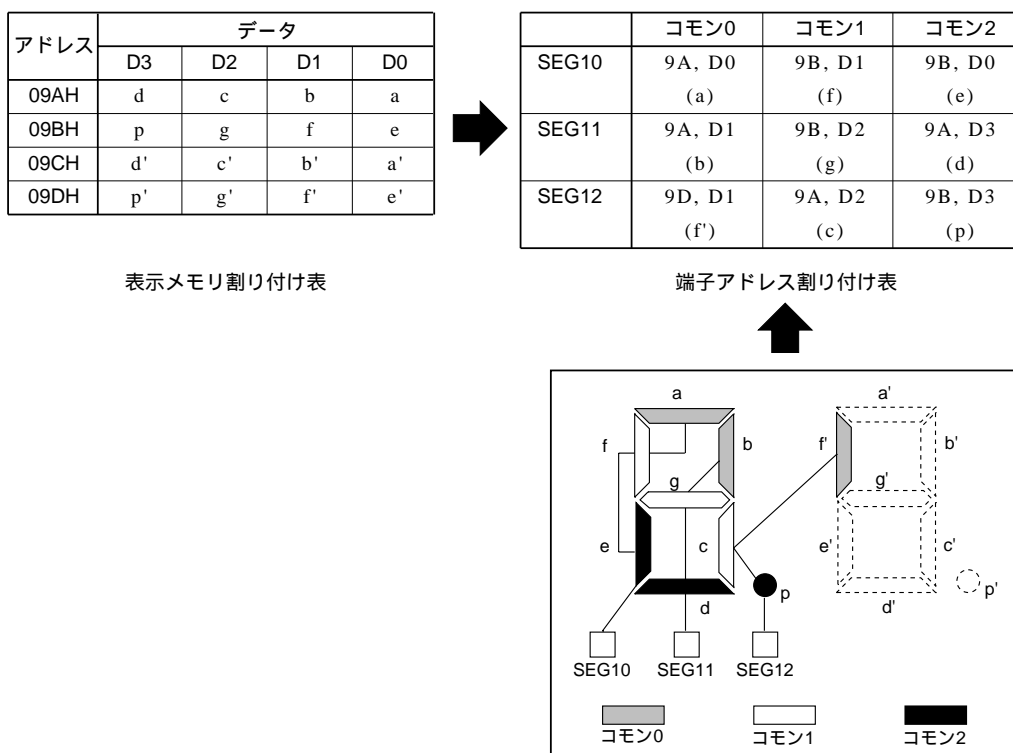 アドレス データ
D3 D2 D1 D0
09AH d c b a
09BH p g f e
09CH d' c' b' a'
09DH p' g' f' e'
表示メモリ割り付け表
コモン0 コモン1 コモン2
SEG10 9A, D0 9B, D1 9B, D0
(a) (f) (e)
SEG11 9A, D1 9B, D2 9A, D3
(b) (g) (d)
SEG12 9D, D1 9A, D2 9B, D3
(f') (c) (p)
端子アドレス割り付け表
a a'
f b f' b'
g g'
e c e' c'
d p d' p'
SEG10 SEG11 SEG12
コモン0 コモン1 コモン2